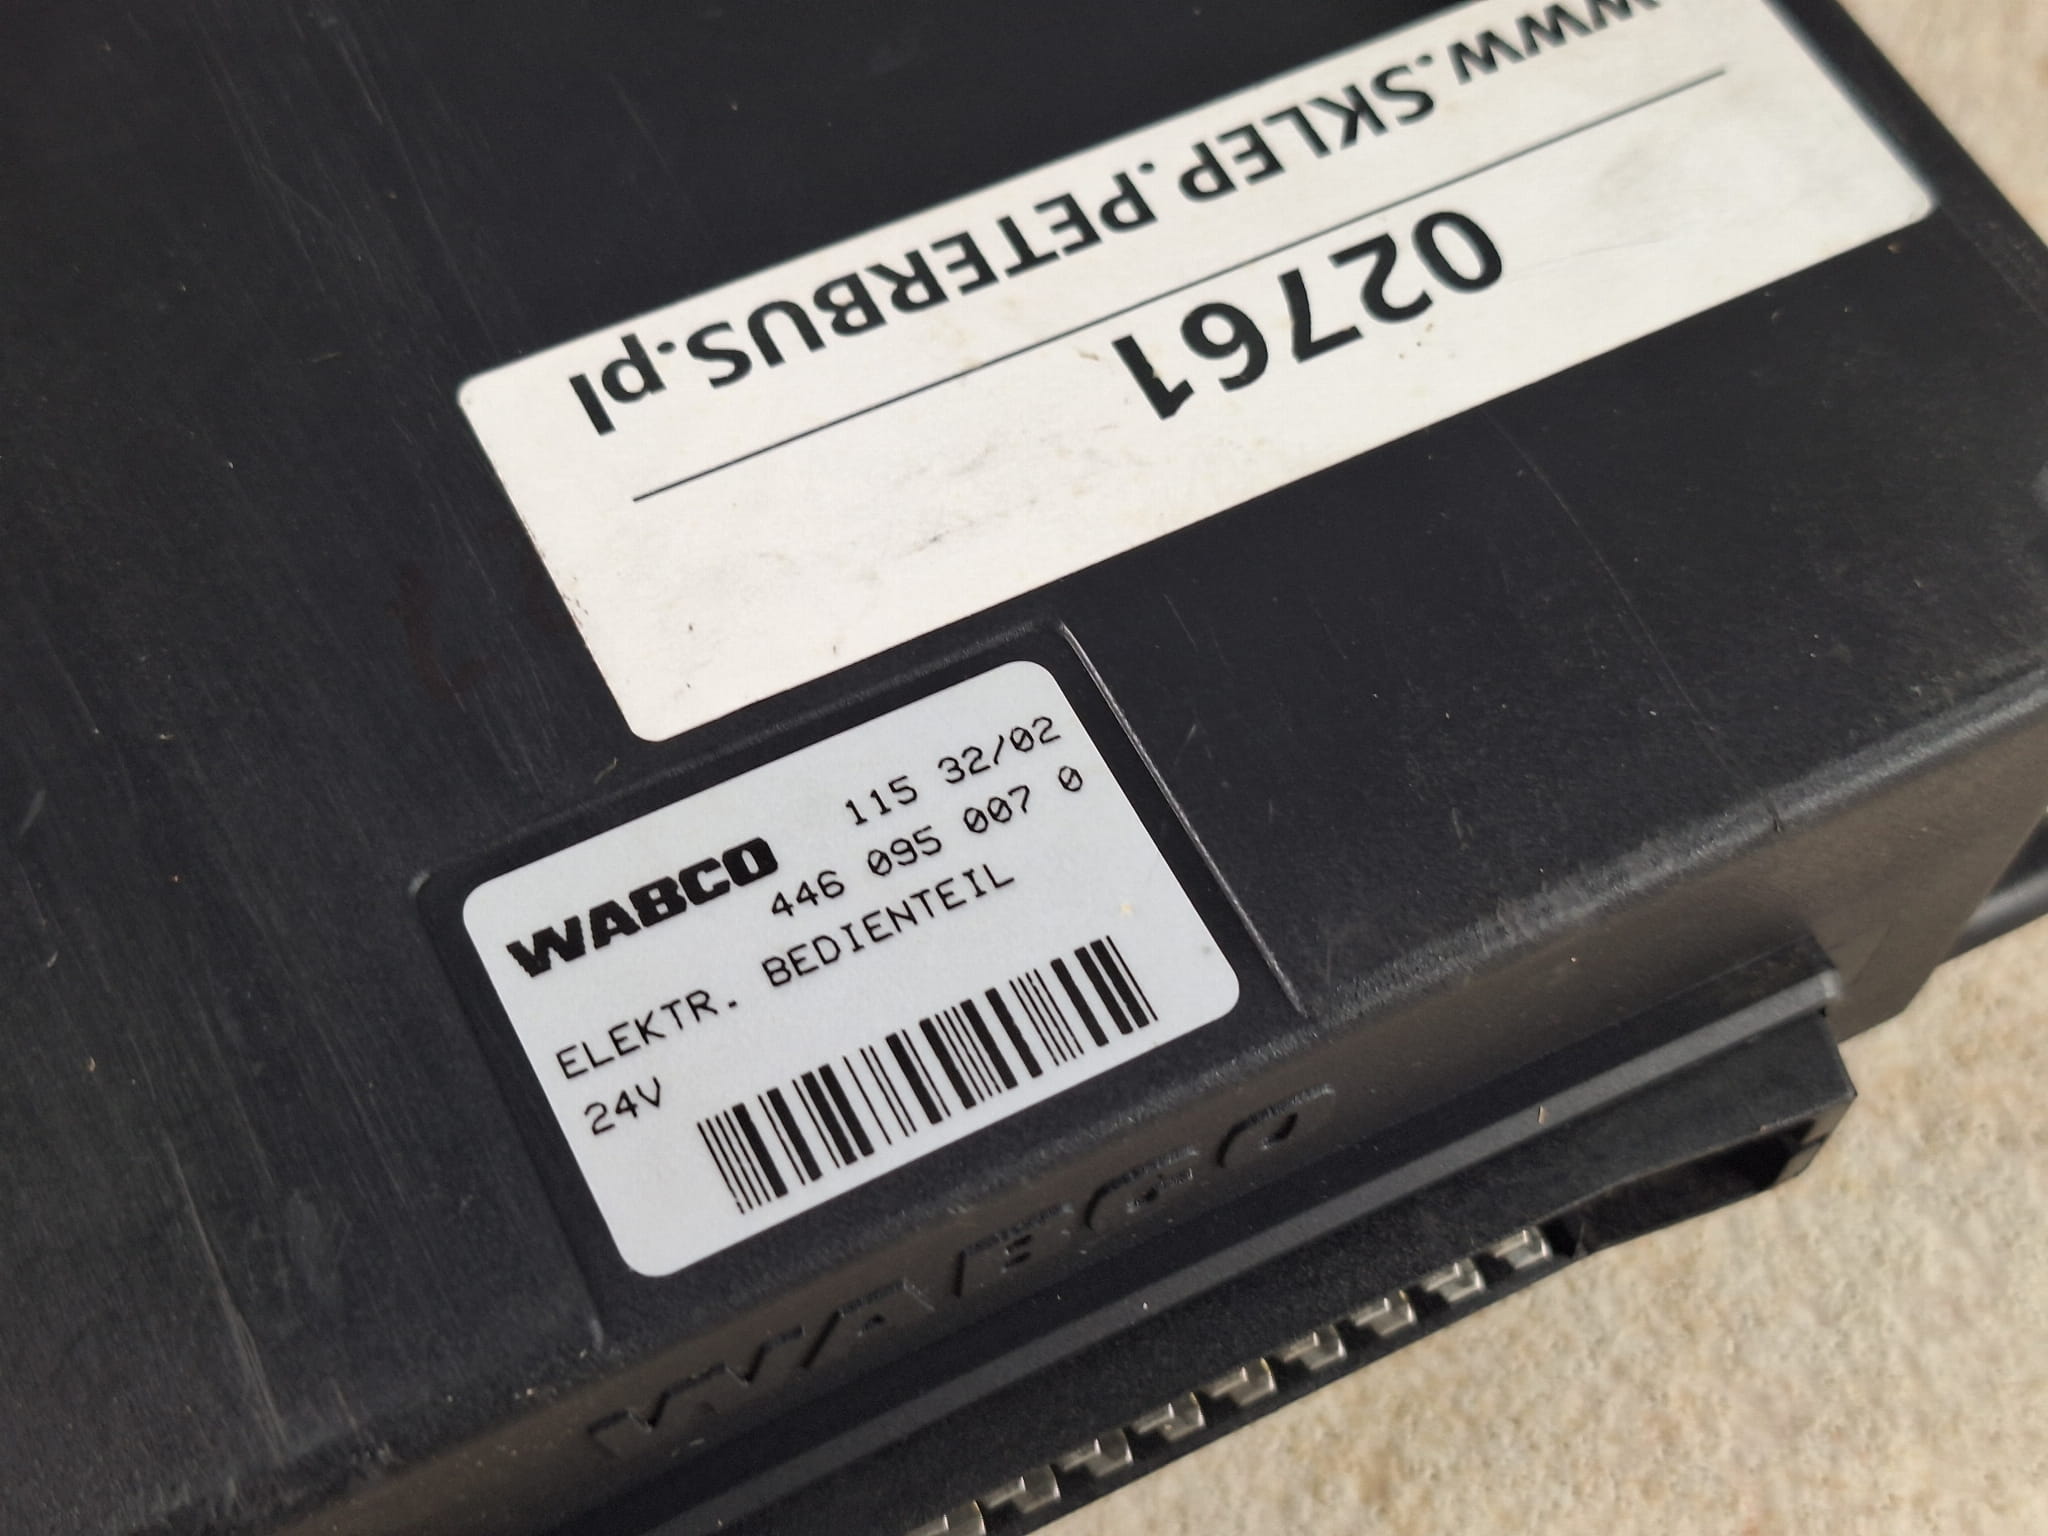 www.SKLEP.PETERBUS.pl
02761
WABCO 115 32/02
446 095 007 0
ELEKTR. BEDIENTEIL
24V
WABCO